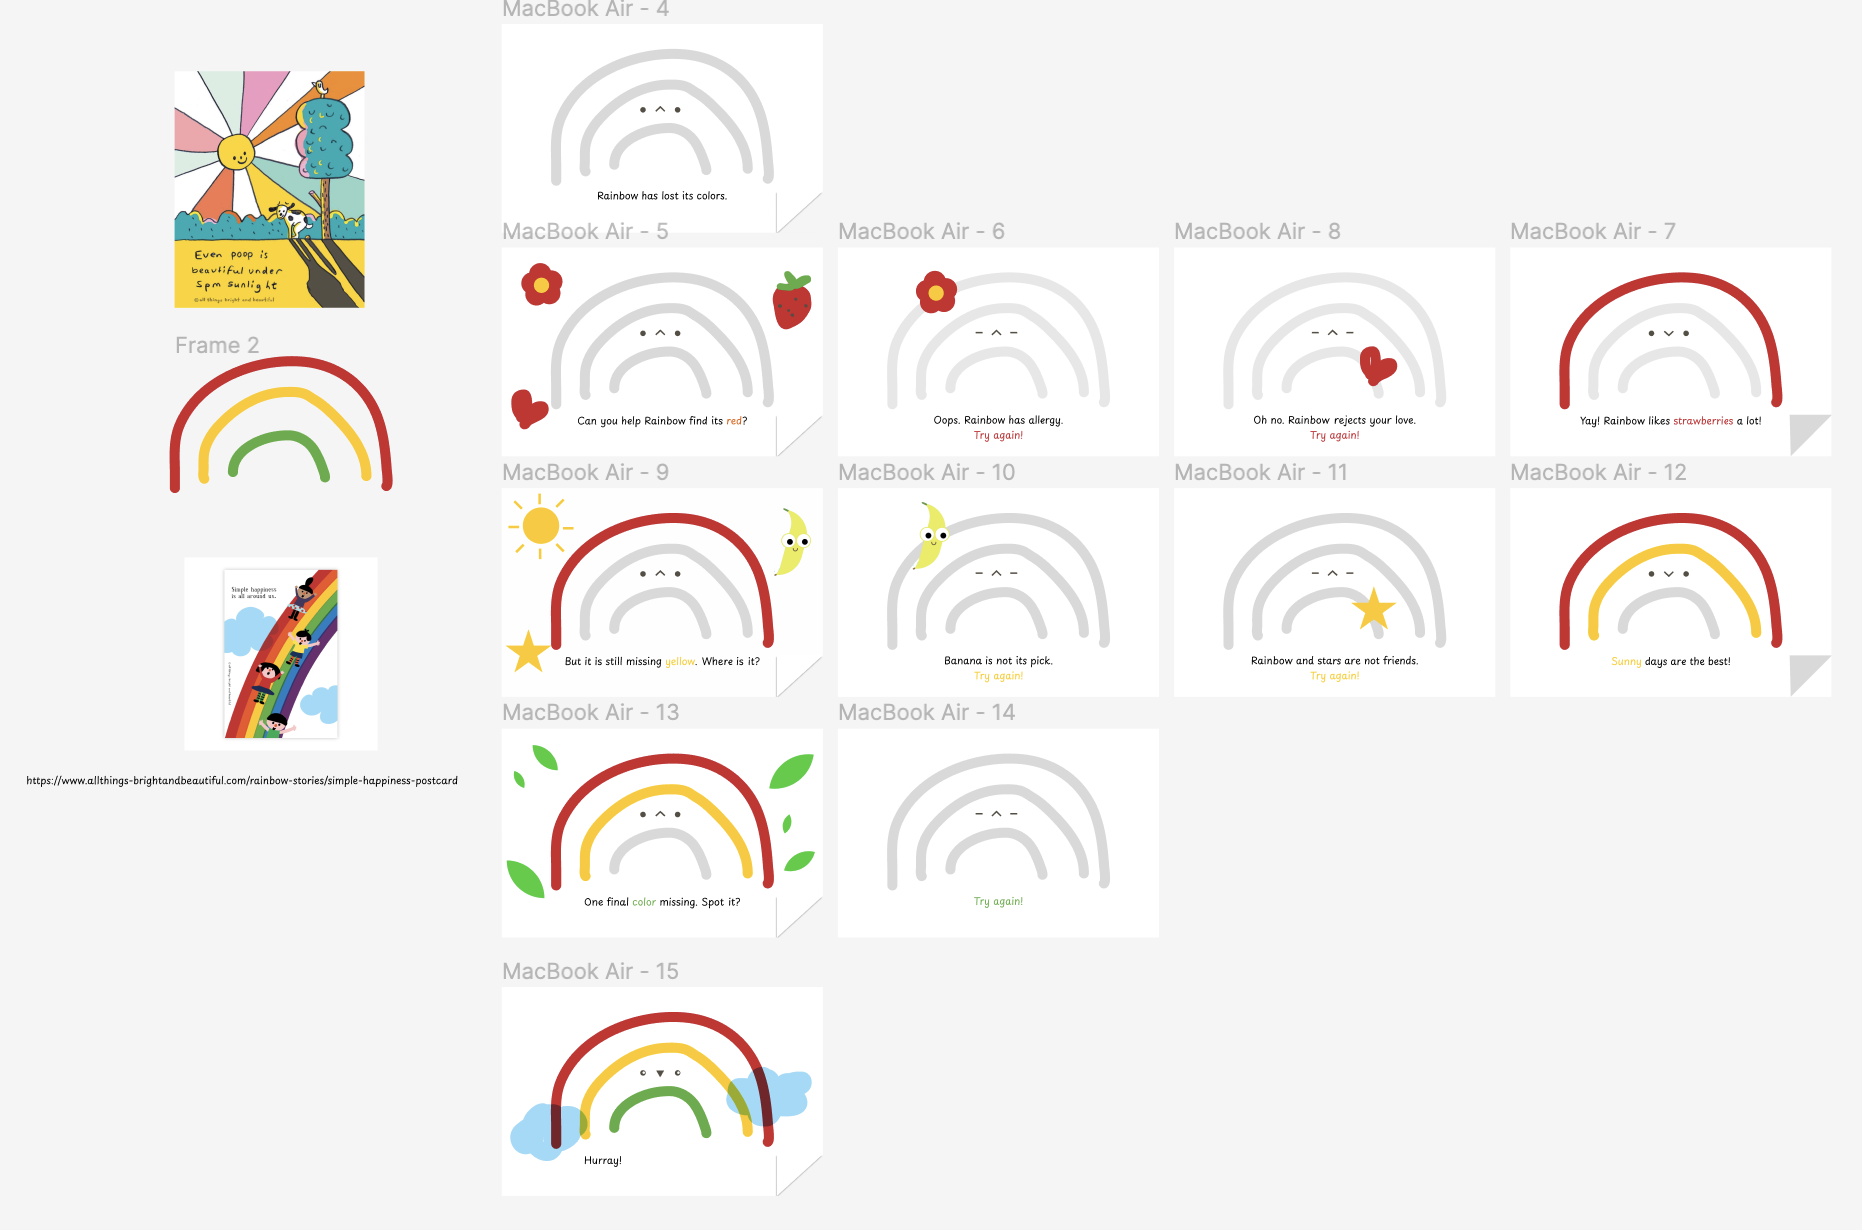 MacBook Air - 4
Rainbow has lost its colors.
Even poop is
beautiful under
5pm sunlight
©all things bright and beautiful
Frame 2
Simple happiness
is all around us.
https://www.allthings-brightandbeautiful.com/rainbow-stories/simple-happiness-postcard
MacBook Air - 5
Can you help Rainbow find its red?
MacBook Air - 6
Oops. Rainbow has allergy.
Try again!
MacBook Air - 8
Oh no. Rainbow rejects your love.
Try again!
MacBook Air - 7
Yay! Rainbow likes strawberries a lot!
MacBook Air - 9
But it is still missing yellow. Where is it?
MacBook Air - 10
Banana is not its pick.
Try again!
MacBook Air - 11
Rainbow and stars are not friends.
Try again!
MacBook Air - 12
Sunny days are the best!
MacBook Air - 13
One final color missing. Spot it?
MacBook Air - 14
Try again!
MacBook Air - 15
Hurray!